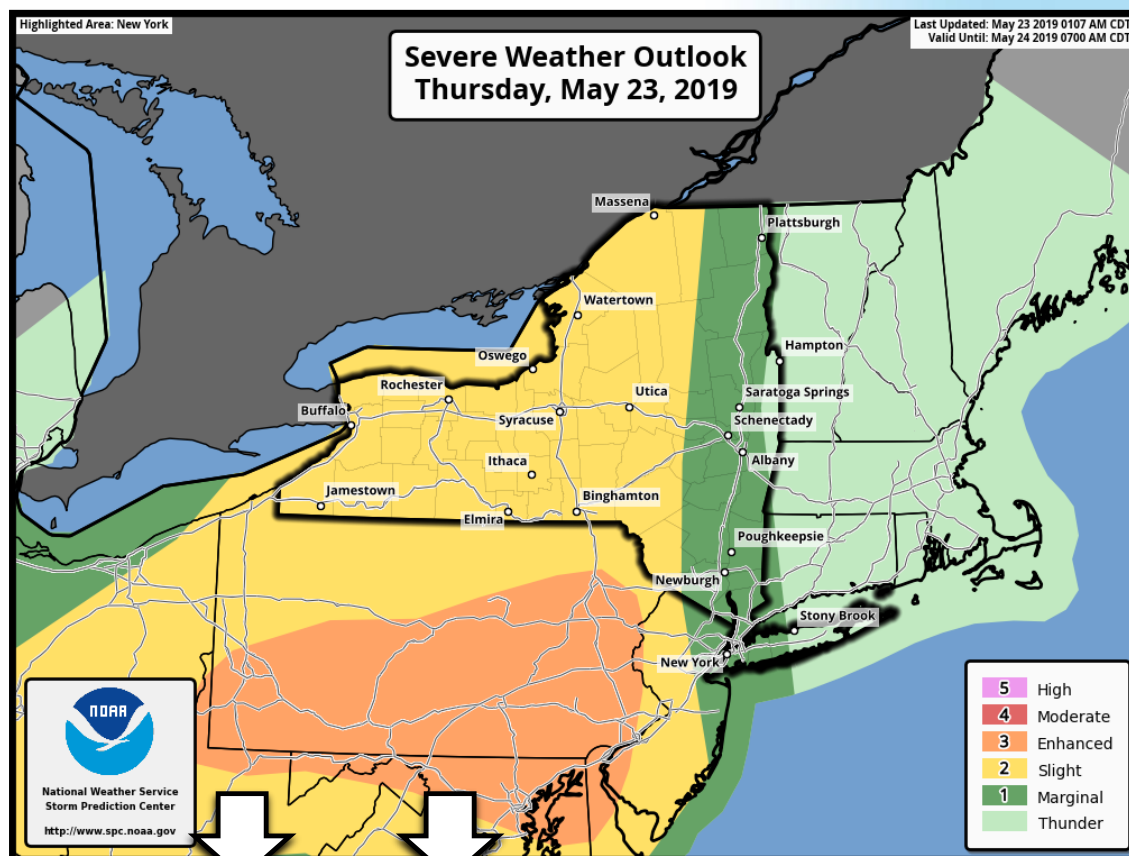 Highlighted Area: New York
Last Updated: May 23 2019 0107 AM CDT
Valid Until: May 24 2019 0700 AM CDT
Severe Weather Outlook
Thursday, May 23, 2019
Massena
Plattsburgh
Watertown
Oswego
Hampton
Rochester
Utica
Saratoga Springs
Buffalo
Syracuse
Schenectady
Ithaca
Albany
Jamestown
Binghamton
Elmira
Poughkeepsie
Newburgh
Stony Brook
New York
NOAA
National Weather Service
Storm Prediction Center
http://www.spc.noaa.gov
5 High
4 Moderate
3 Enhanced
2 Slight
1 Marginal
Thunder